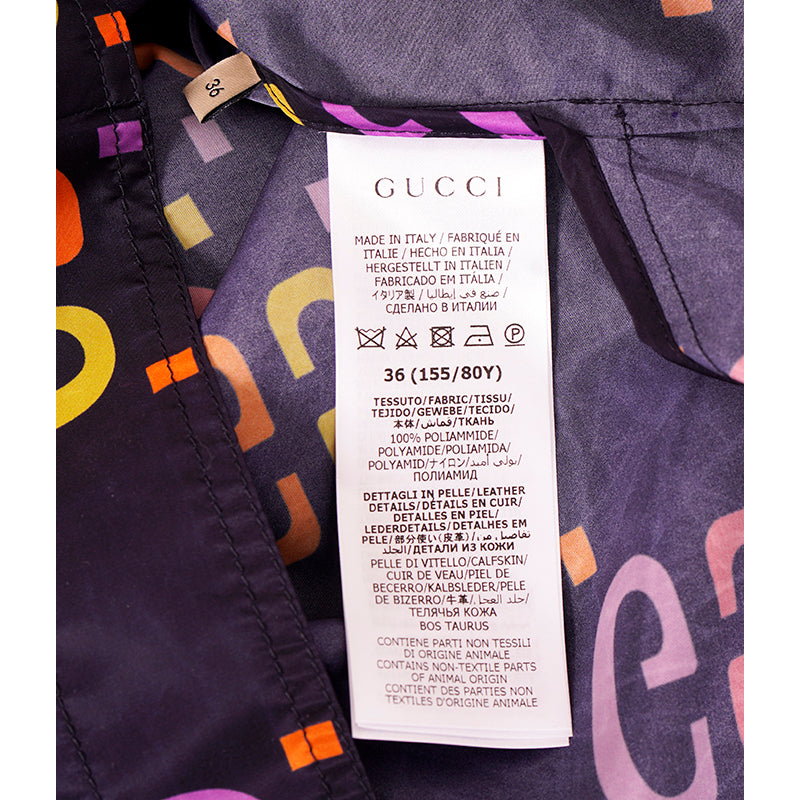 36
GUCCI
MADE IN ITALY / FABRIQUÉ EN
ITALIE / HECHO EN ITALIA /
HERGESTELLT IN ITALIEN /
FABRICADO EM ITÁLIA /
イタリア製 / صنع في إيطاليا /
СДЕЛАНО В ИТАЛИИ
36 (155/80Y)
TESSUTO/FABRIC/TISSU/
TEJIDO/GEWEBE/TECIDO/
本体/قماش/ТКАНЬ
100% POLIAMMIDE/
POLYAMIDE/POLIAMIDA/
POLYAMID/ナイロン/بولي أميد/
ПОЛИАМИД
DETTAGLI IN PELLE/LEATHER
DETAILS/DÉTAILS EN CUIR/
DETALLES EN PIEL/
LEDERDETAILS/DETALHES EM
PELE/部分使い(皮革)/تفاصيل من
الجلد/ДЕТАЛИ ИЗ КОЖИ
PELLE DI VITELLO/CALFSKIN/
CUIR DE VEAU/PIEL DE
BECERRO/KALBSLEDER/PELE
DE BIZERRO/牛革/جلد العجل/
ТЕЛЯЧЬЯ КОЖА
BOS TAURUS
CONTIENE PARTI NON TESSILI
DI ORIGINE ANIMALE
CONTAINS NON-TEXTILE PARTS
OF ANIMAL ORIGIN
CONTIENT DES PARTIES NON
TEXTILES D'ORIGINE ANIMALE